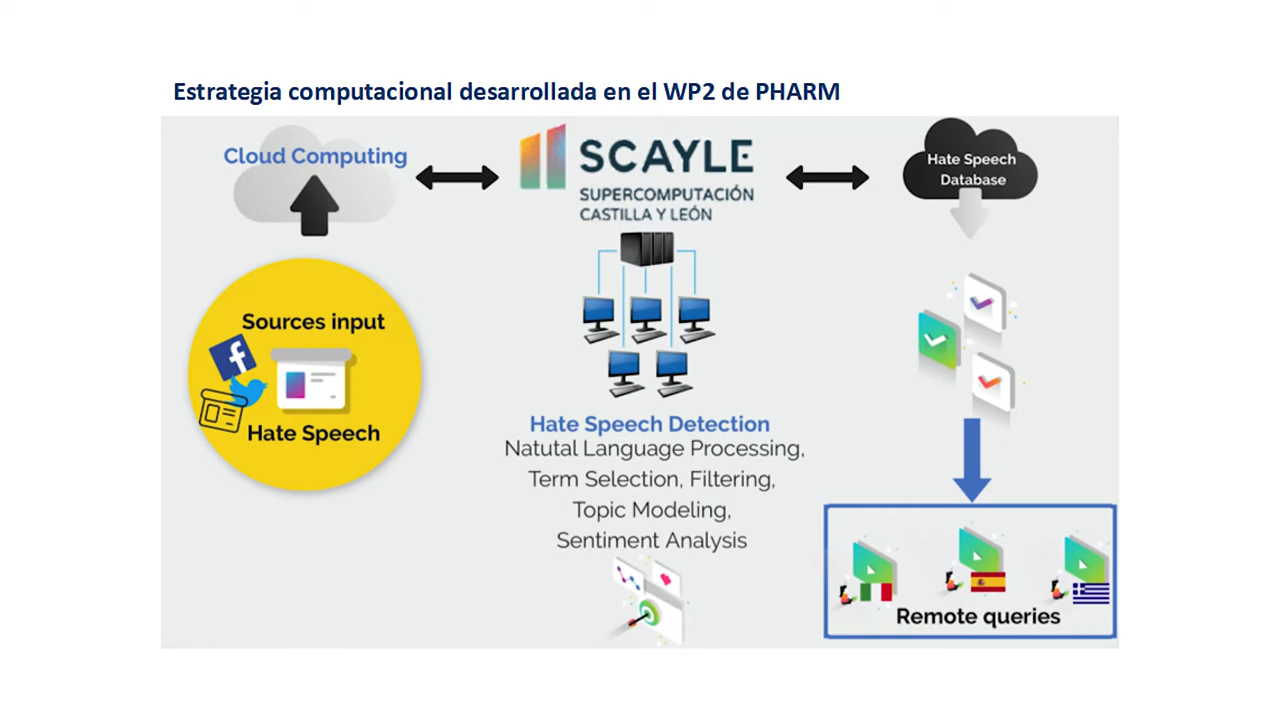 Estrategia computacional desarrollada en el WP2 de PHARM
Cloud Computing
SCAYLE
SUPERCOMPUTACIÓN
CASTILLA Y LEÓN
Hate Speech
Database
Sources input
Hate Speech
Hate Speech Detection
Natutal Language Processing,
Term Selection, Filtering,
Topic Modeling,
Sentiment Analysis
Remote queries